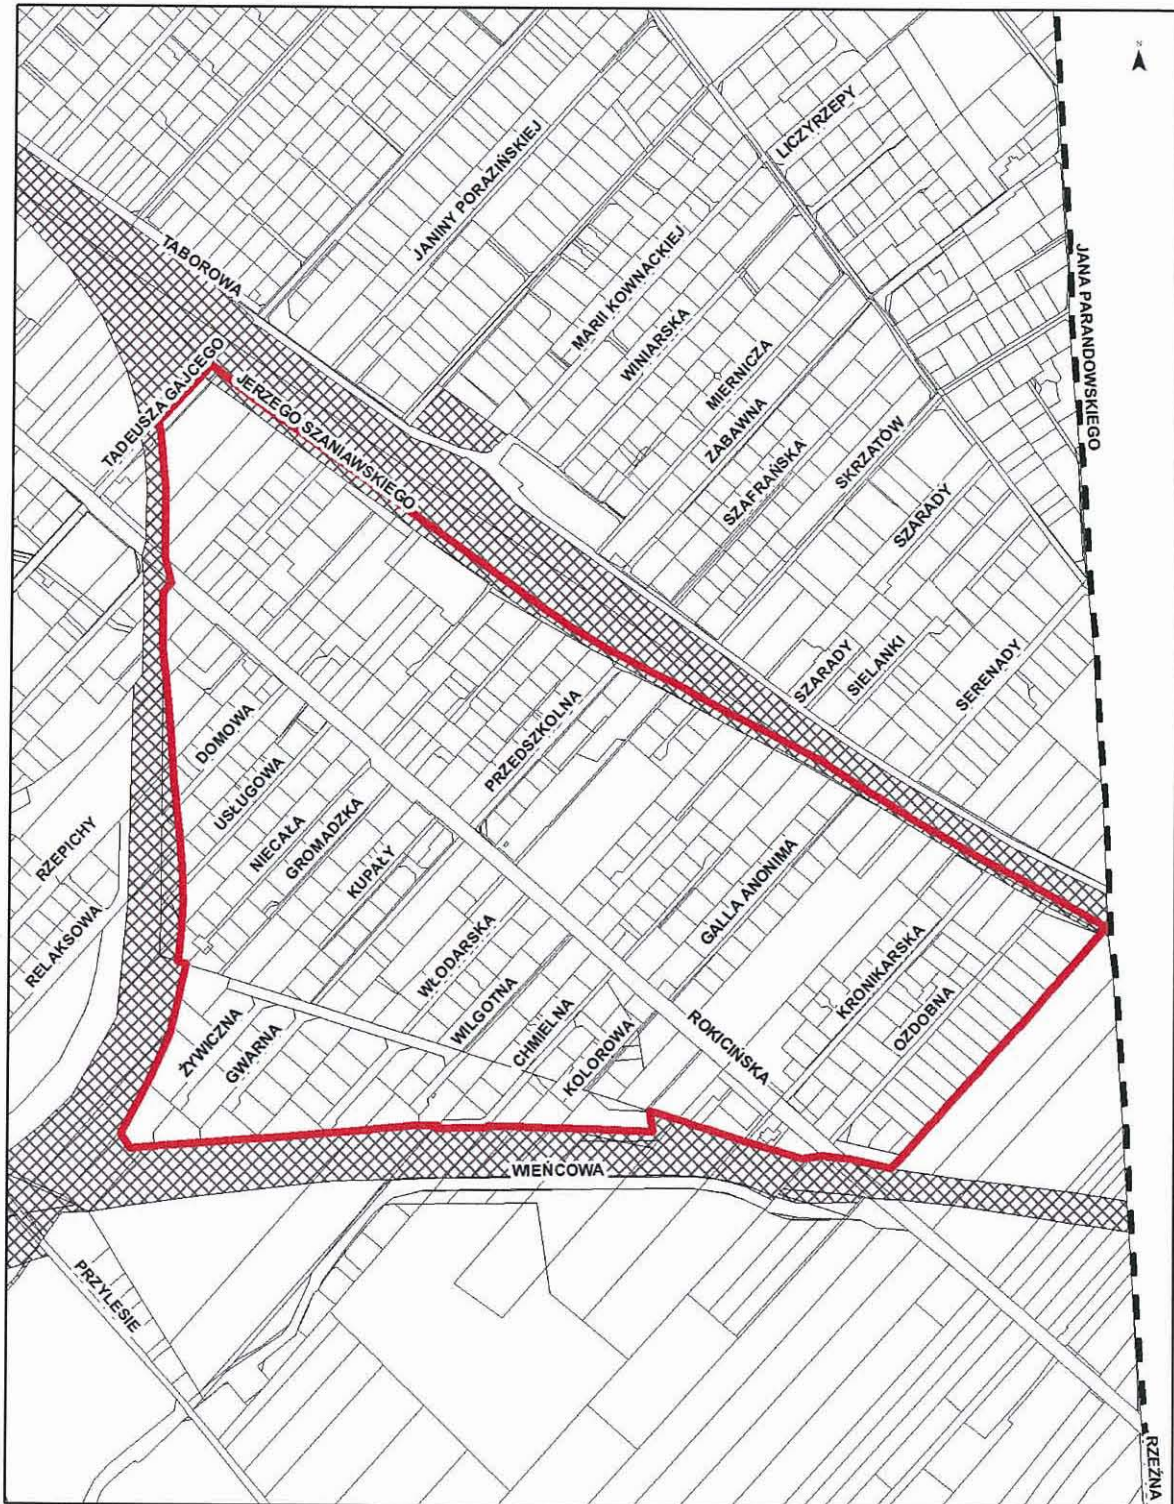 N
LICZYRZEPY
JANINY PORAZIŃSKIEJ
TABOROWA
MARII KOWNACKIEJ
JANA PARANDOWSKIEGO
WINIARSKA
MIERNICZA
ZABAWNA
TADEUSZA GAJCEGO
JERZEGO SZANIAWSKIEGO
SZAFRAŃSKA
SKRZATÓW
SZARADY
SZARADY
SIELANKI
SERENADY
DOMOWA
PRZEDSZKOLNA
USŁUGOWA
NIECAŁA
GROMADZKA
KUPAŁY
RZEPICHY
GALLA ANONIMA
RELAKSOWA
WŁODARSKA
KRONIKARSKA
WILGOTNA
OZDOBNA
ŻYWICZNA
GWARNA
CHMIELNA
KOLOROWA
ROKICIŃSKA
WIEŃCOWA
PRZYLESIE
RZEŹNA